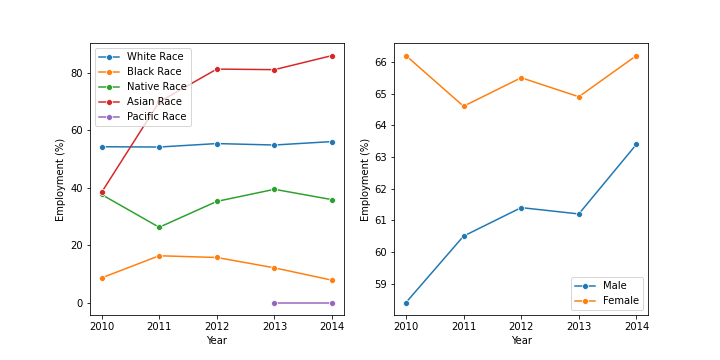 White Race
Black Race
Native Race
Asian Race
Pacific Race
80
60
40
20
0
Employment (%)
2010 2011 2012 2013 2014
Year
66
65
64
63
62
61
60
59
Employment (%)
Male
Female
2010 2011 2012 2013 2014
Year